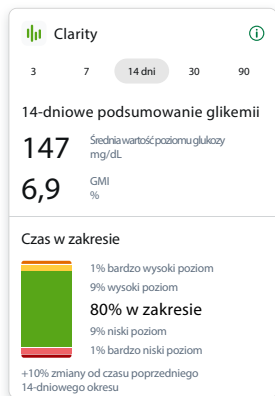 Clarity
3 7 14 dni 30 90
14-dniowe podsumowanie glikemii
147 Średnia wartość poziomu glukozy
mg/dL
6,9 GMI
%
Czas w zakresie
1% bardzo wysoki poziom
9% wysoki poziom
80% w zakresie
9% niski poziom
1% bardzo niski poziom
+10% zmiany od czasu poprzedniego
14-dniowego okresu